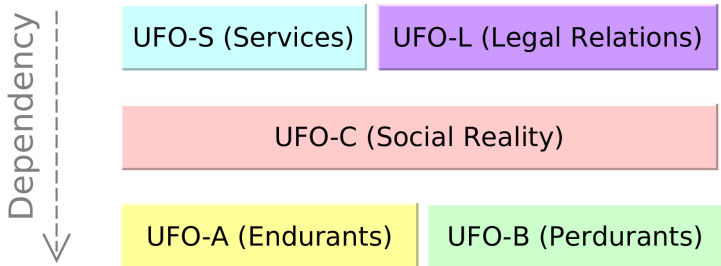 Dependency
UFO-S (Services)
UFO-L (Legal Relations)
UFO-C (Social Reality)
UFO-A (Endurants)
UFO-B (Perdurants)